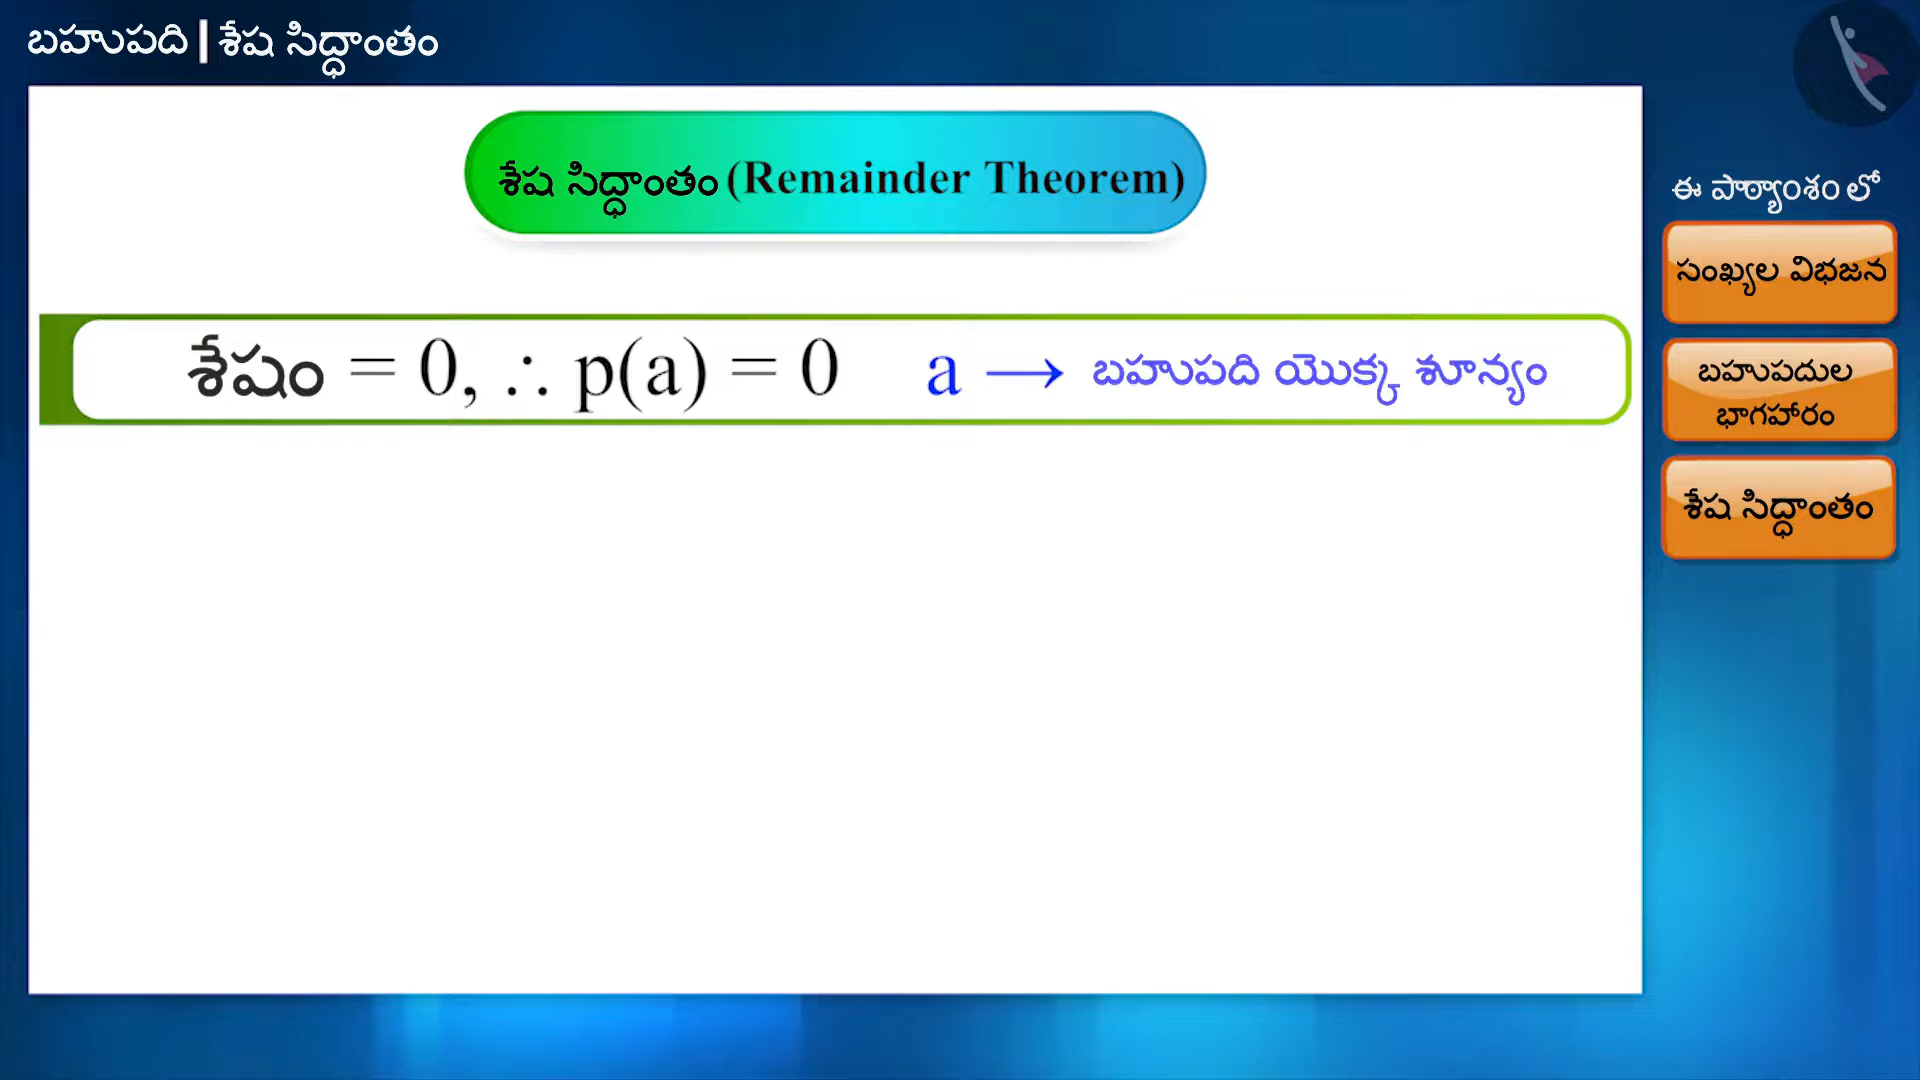 బహుపది | శేష సిద్ధాంతం
శేష సిద్ధాంతం (Remainder Theorem)
శేషం = 0, ∴ p(a) = 0 a → బహుపది యొక్క శూన్యం
ఈ పాఠ్యాంశం లో
సంఖ్యల విభజన
బహుపదుల
భాగహారం
శేష సిద్ధాంతం